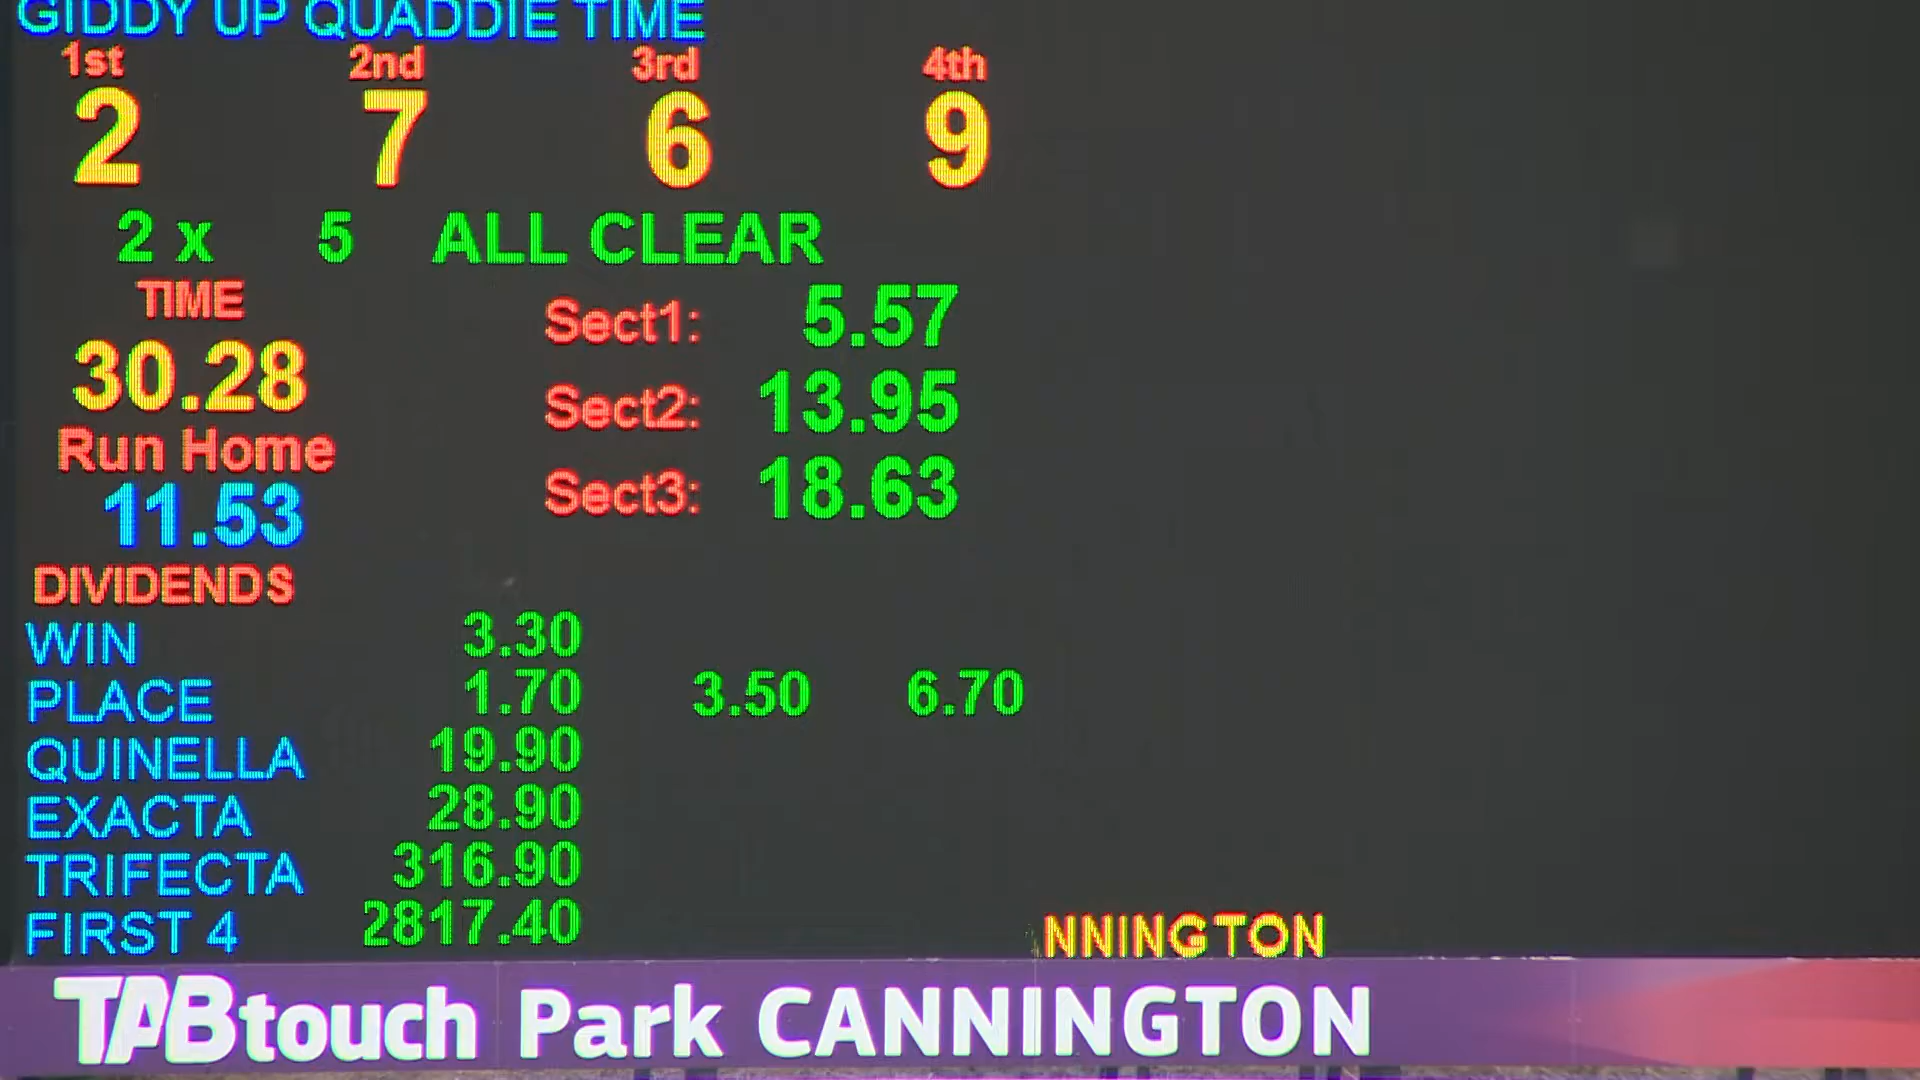 GIDDY UP QUADDIE TIME
1st 2nd 3rd 4th
2 7 6 9
2 x 5 ALL CLEAR
TIME
30.28
Run Home
11.53
Sect1: 5.57
Sect2: 13.95
Sect3: 18.63
DIVIDENDS
WIN 3.30
PLACE 1.70 3.50 6.70
QUINELLA 19.90
EXACTA 28.90
TRIFECTA 316.90
FIRST 4 2817.40
NNINGTON
TABtouch Park CANNINGTON